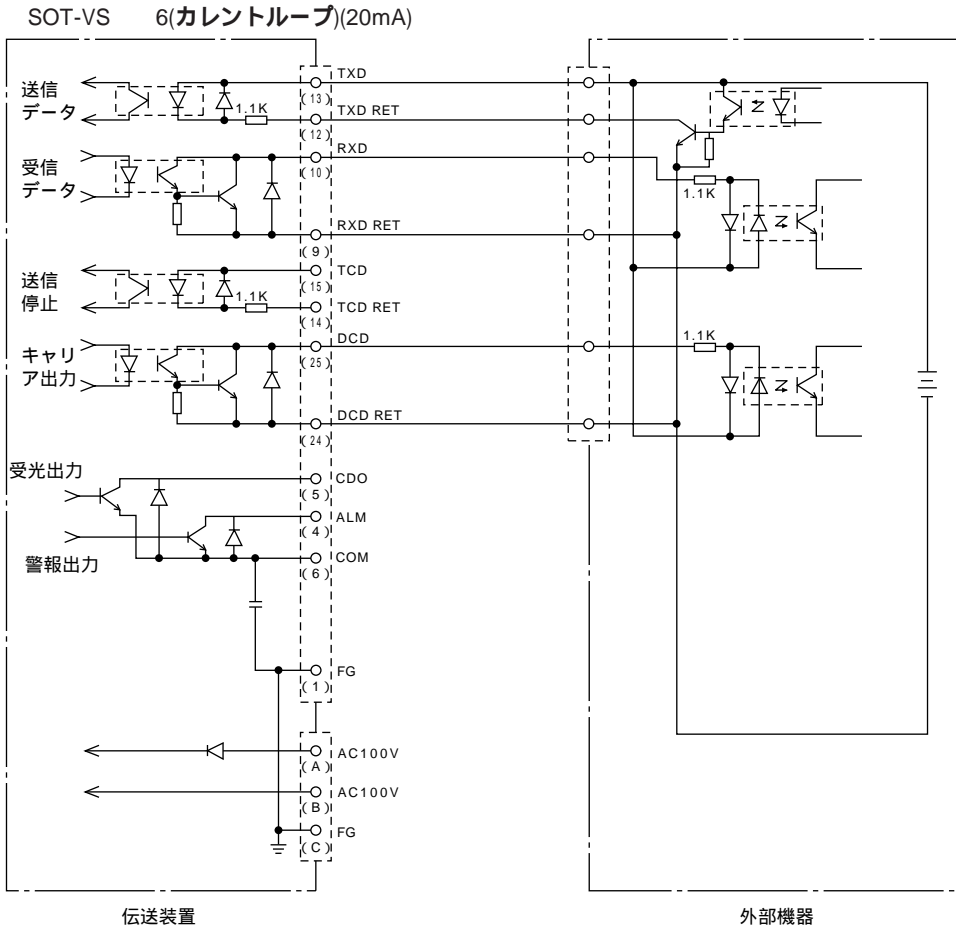 SOT-VS 6(カレントループ)(20mA)
送信
データ
1.1K
TXD
(13)
TXD RET
(12)
受信
データ
RXD
(10)
RXD RET
(9)
1.1K
送信
停止
1.1K
TCD
(15)
TCD RET
(14)
キャリ
ア出力
DCD
(25)
DCD RET
(24)
1.1K
受光出力
CDO
(5)
ALM
(4)
警報出力
COM
(6)
FG
(1)
AC100V
(A)
AC100V
(B)
FG
(C)
伝送装置
外部機器